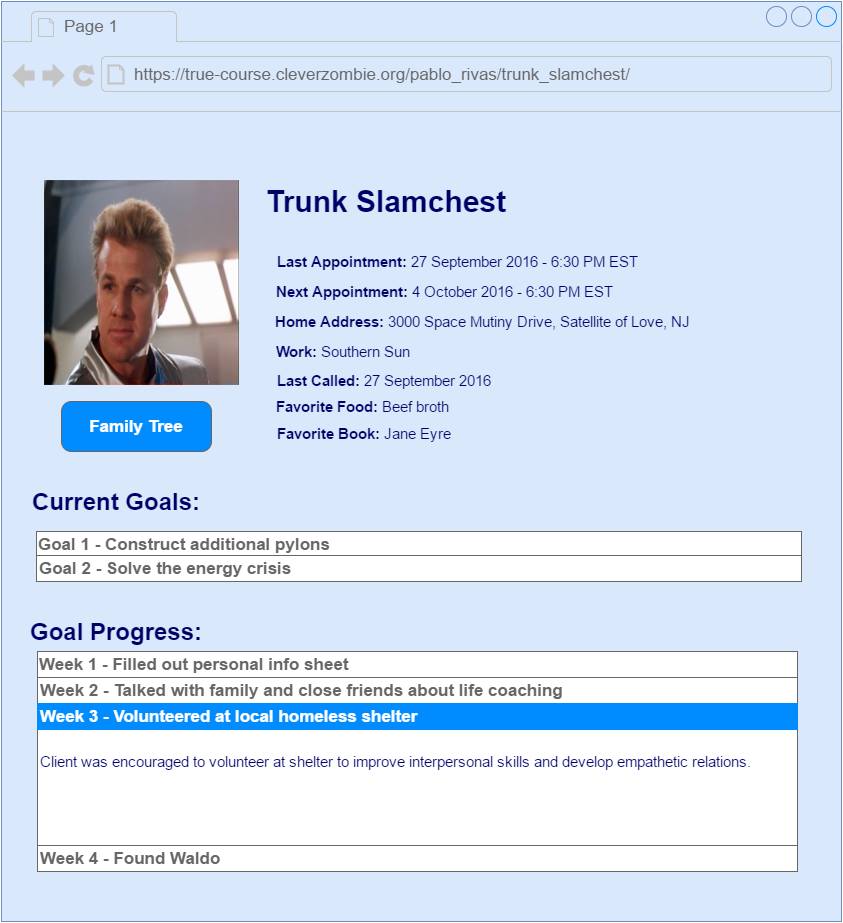 Page 1
https://true-course.cleverzombie.org/pablo_rivas/trunk_slamchest/
Trunk Slamchest
Last Appointment: 27 September 2016 - 6:30 PM EST
Next Appointment: 4 October 2016 - 6:30 PM EST
Home Address: 3000 Space Mutiny Drive, Satellite of Love, NJ
Work: Southern Sun
Last Called: 27 September 2016
Favorite Food: Beef broth
Favorite Book: Jane Eyre
Family Tree
Current Goals:
Goal 1 - Construct additional pylons
Goal 2 - Solve the energy crisis
Goal Progress:
Week 1 - Filled out personal info sheet
Week 2 - Talked with family and close friends about life coaching
Week 3 - Volunteered at local homeless shelter
Client was encouraged to volunteer at shelter to improve interpersonal skills and develop empathetic relations.
Week 4 - Found Waldo